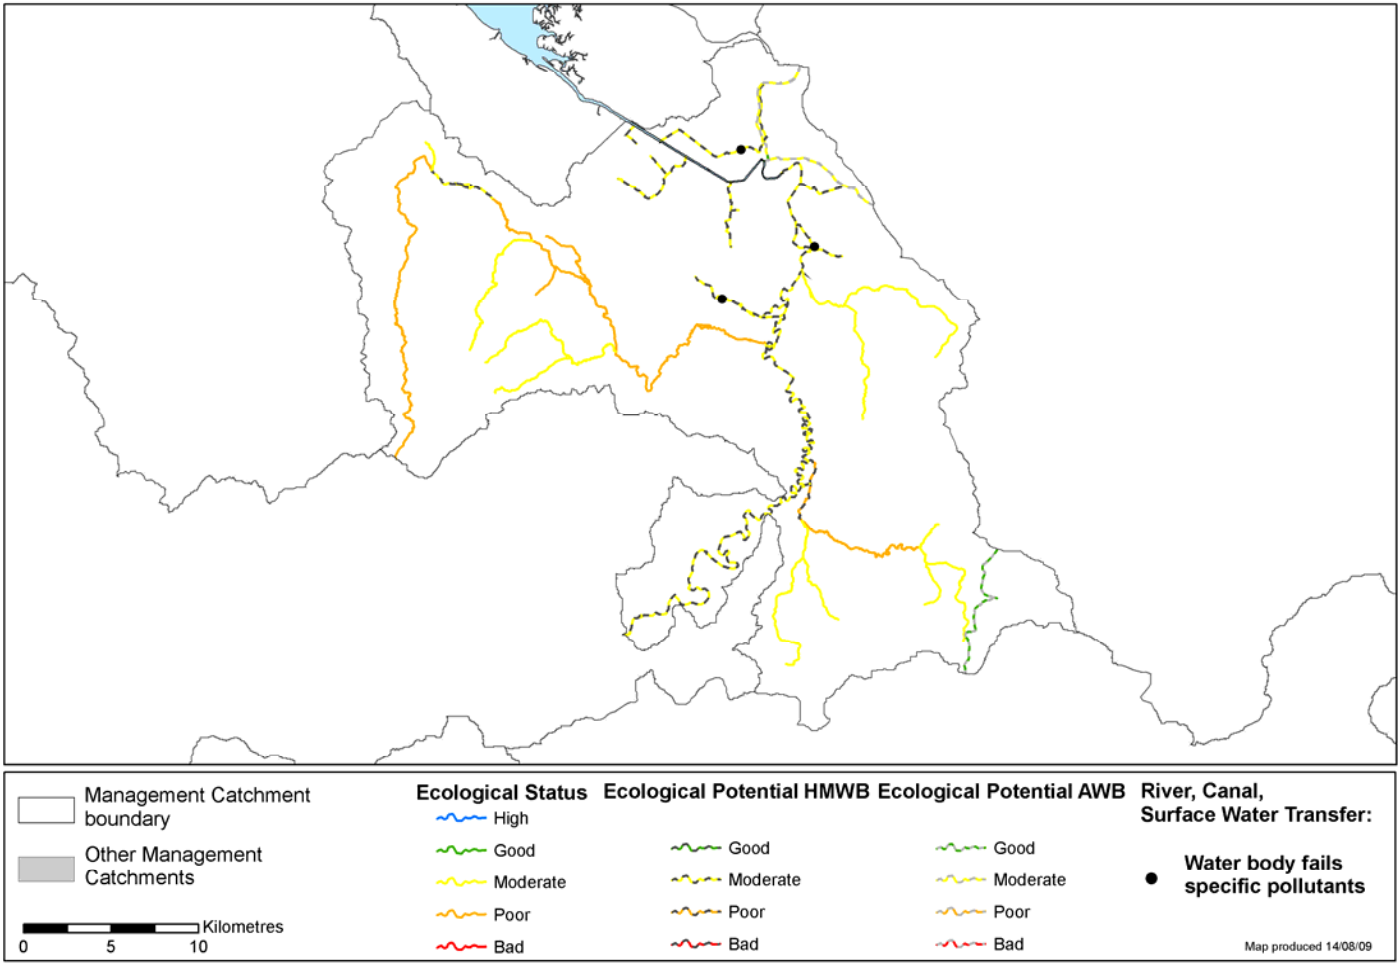 Management Catchment
boundary
Other Management
Catchments
Kilometres
0 5 10
Ecological Status
High
Good
Moderate
Poor
Bad
Ecological Potential HMWB
Good
Moderate
Poor
Bad
Ecological Potential AWB
Good
Moderate
Poor
Bad
River, Canal,
Surface Water Transfer:
Water body fails
specific pollutants
Map produced 14/08/09